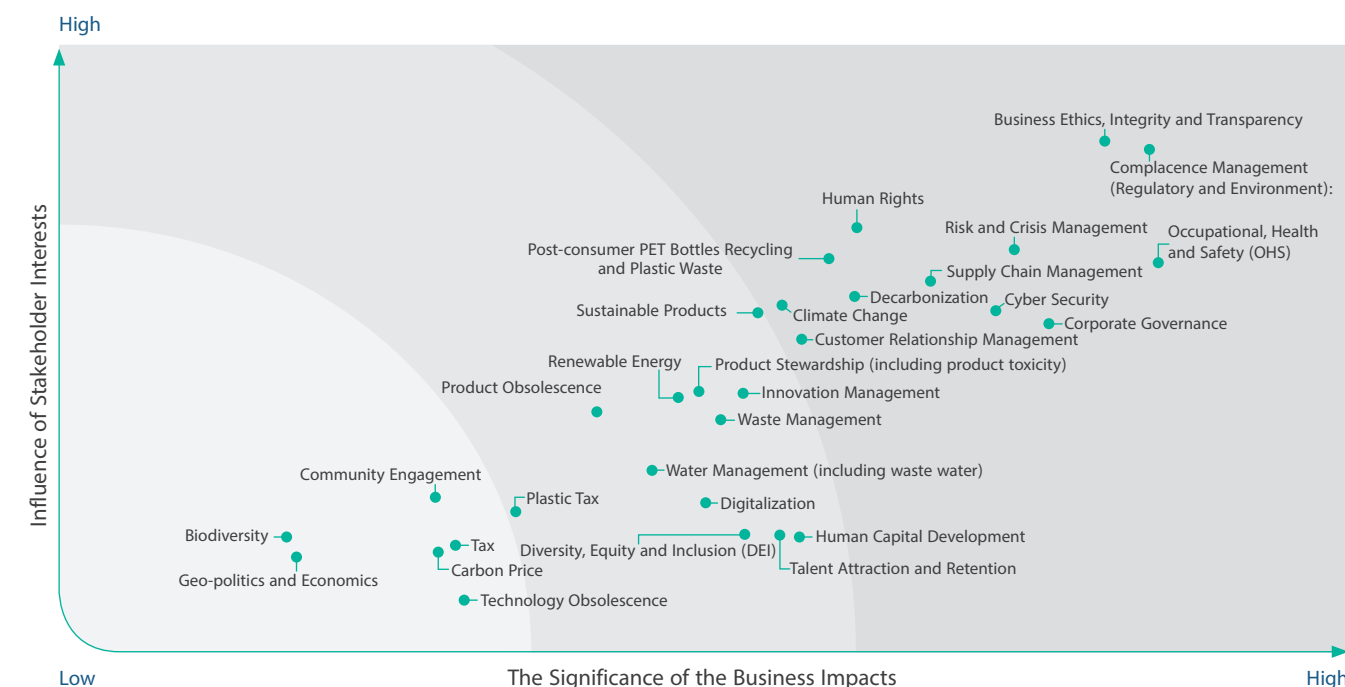 High
Influence of Stakeholder Interests
Business Ethics, Integrity and Transparency
Complacence Management
(Regulatory and Environment):
Human Rights
Risk and Crisis Management
Occupational, Health
and Safety (OHS)
Post-consumer PET Bottles Recycling
and Plastic Waste
Supply Chain Management
Decarbonization
Cyber Security
Sustainable Products
Climate Change
Corporate Governance
Customer Relationship Management
Renewable Energy
Product Stewardship (including product toxicity)
Product Obsolescence
Innovation Management
Waste Management
Community Engagement
Water Management (including waste water)
Plastic Tax
Digitalization
Biodiversity
Tax
Diversity, Equity and Inclusion (DEI)
Human Capital Development
Geo-politics and Economics
Carbon Price
Talent Attraction and Retention
Technology Obsolescence
Low
The Significance of the Business Impacts
High